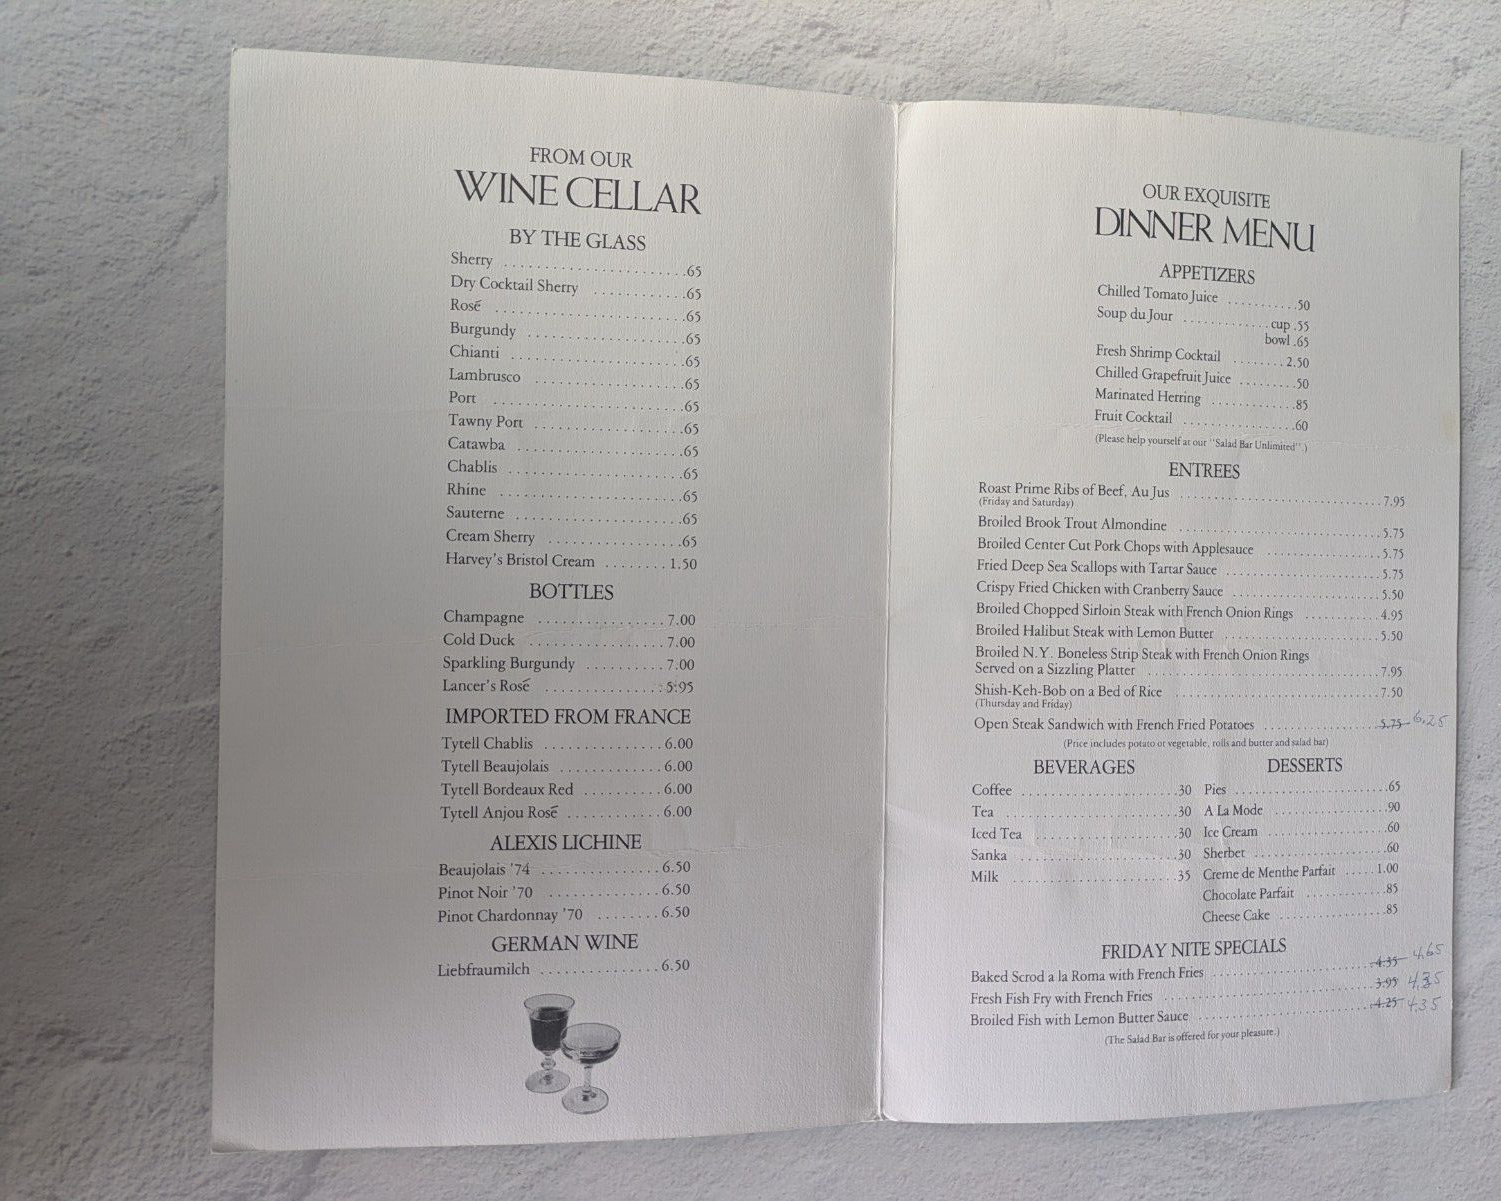 FROM OUR
WINE CELLAR
BY THE GLASS
Sherry .65
Dry Cocktail Sherry .65
Rosé .65
Burgundy .65
Chianti .65
Lambrusco .65
Port .65
Tawny Port .65
Catawba .65
Chablis .65
Rhine .65
Sauterne .65
Cream Sherry .65
Harvey's Bristol Cream 1.50
BOTTLES
Champagne 7.00
Cold Duck 7.00
Sparkling Burgundy 7.00
Lancer's Rosé 5.95
IMPORTED FROM FRANCE
Tytell Chablis 6.00
Tytell Beaujolais 6.00
Tytell Bordeaux Red 6.00
Tytell Anjou Rosé 6.00
ALEXIS LICHINE
Beaujolais '74 6.50
Pinot Noir '70 6.50
Pinot Chardonnay '70 6.50
GERMAN WINE
Liebfraumilch 6.50
OUR EXQUISITE
DINNER MENU
APPETIZERS
Chilled Tomato Juice .50
Soup du Jour cup .55
bowl .65
Fresh Shrimp Cocktail 2.50
Chilled Grapefruit Juice .50
Marinated Herring .85
Fruit Cocktail .60
(Please help yourself at our "Salad Bar Unlimited".)
ENTREES
Roast Prime Ribs of Beef, Au Jus 7.95
(Friday and Saturday)
Broiled Brook Trout Almondine 5.75
Broiled Center Cut Pork Chops with Applesauce 5.75
Fried Deep Sea Scallops with Tartar Sauce 5.75
Crispy Fried Chicken with Cranberry Sauce 5.50
Broiled Chopped Sirloin Steak with French Onion Rings 4.95
Broiled Halibut Steak with Lemon Butter 5.50
Broiled N.Y. Boneless Strip Steak with French Onion Rings
Served on a Sizzling Platter 7.95
Shish-Keh-Bob on a Bed of Rice 7.50
(Thursday and Friday)
Open Steak Sandwich with French Fried Potatoes 5.75 6.25
(Price includes potato or vegetable, rolls and butter and salad bar)
BEVERAGES
Coffee .30
Tea .30
Iced Tea .30
Sanka .30
Milk .35
DESSERTS
Pies .65
A La Mode .90
Ice Cream .60
Sherbet .60
Creme de Menthe Parfait 1.00
Chocolate Parfait .85
Cheese Cake .85
FRIDAY NITE SPECIALS
Baked Scrod a la Roma with French Fries 4.35 4.65
Fresh Fish Fry with French Fries 3.95 4.35
Broiled Fish with Lemon Butter Sauce 4.25 4.35
(The Salad Bar is offered for your pleasure.)